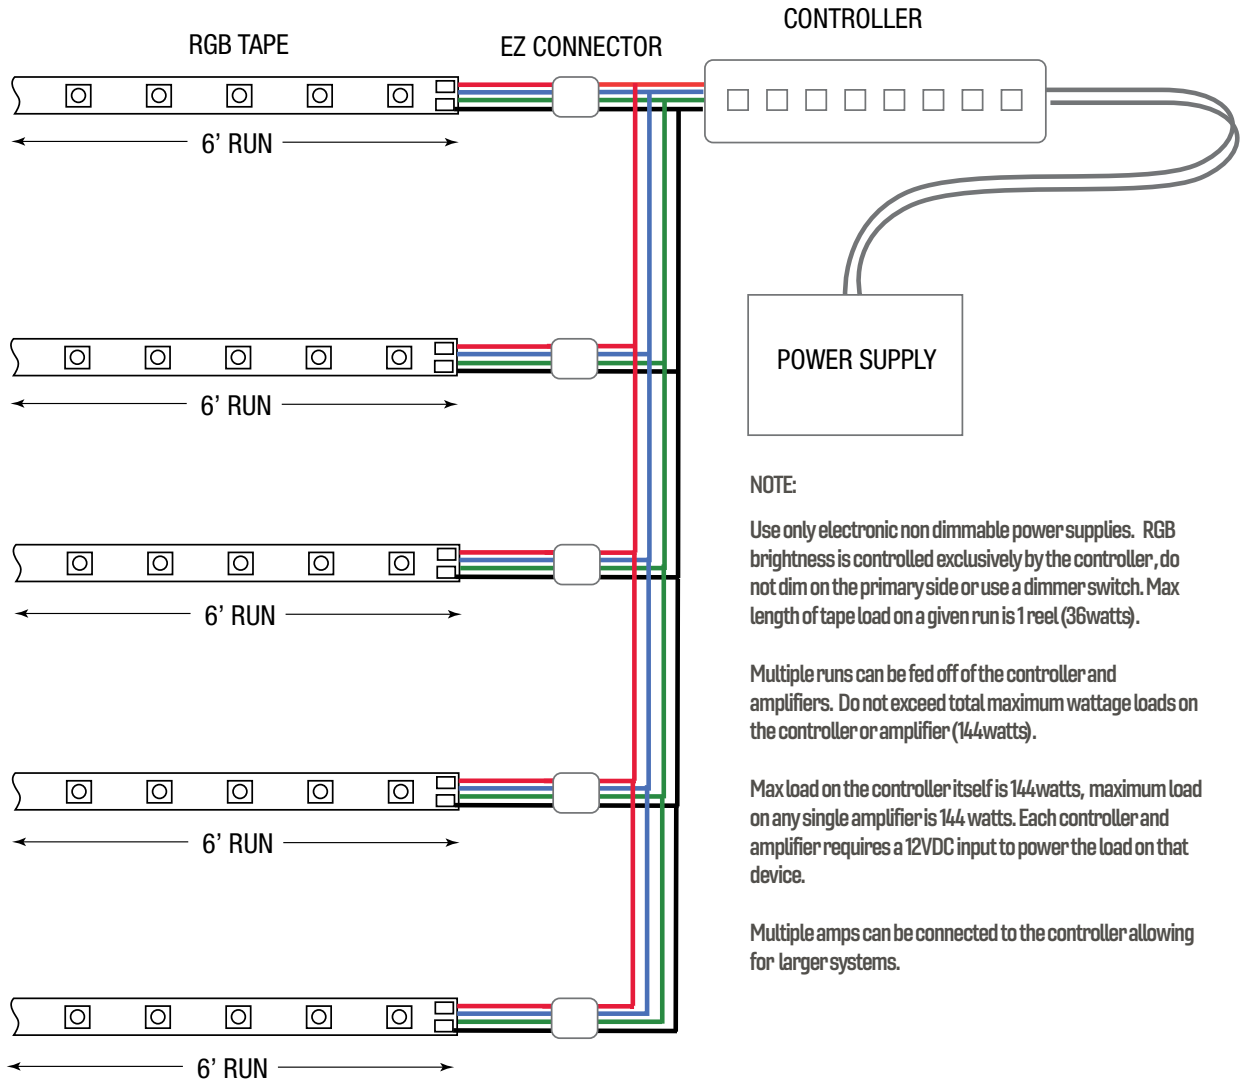 CONTROLLER
RGB TAPE
EZ CONNECTOR
6’ RUN
POWER SUPPLY
6’ RUN
NOTE:
Use only electronic non dimmable power supplies. RGB
brightness is controlled exclusively by the controller, do
not dim on the primary side or use a dimmer switch. Max
length of tape load on a given run is 1 reel (36watts).
6’ RUN
Multiple runs can be fed off of the controller and
amplifiers. Do not exceed total maximum wattage loads on
the controller or amplifier (144watts).
Max load on the controller itself is 144watts, maximum load
on any single amplifier is 144 watts. Each controller and
amplifier requires a 12VDC input to power the load on that
device.
6’ RUN
Multiple amps can be connected to the controller allowing
for larger systems.
6’ RUN